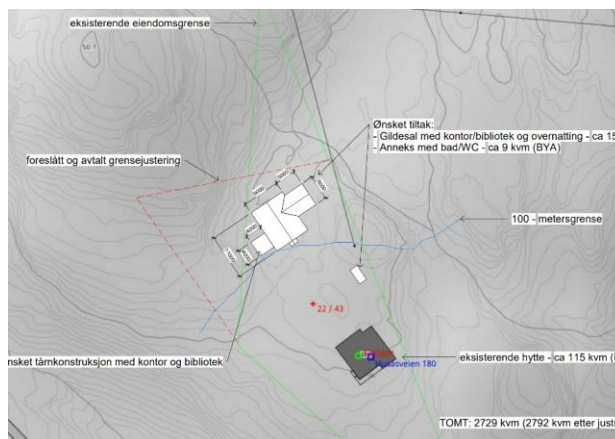 eksisterende eiendomsgrense
Ønsket tiltak:
- Gildesal med kontor/bibliotek og overnatting - ca 15
- Anneks med bad/WC - ca 9 kvm (BYA)
foreslått og avtalt grensejustering
100 - metersgrense
22 / 43
ønsket tårnkonstruksjon med kontor og bibliotek
180
eksisterende hytte - ca 115 kvm (
TOMT: 2729 kvm (2792 kvm etter just